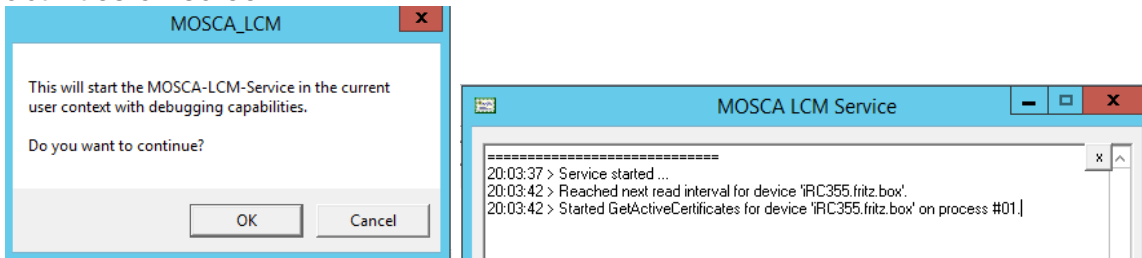 MOSCA_LCM
x
This will start the MOSCA-LCM-Service in the current
user context with debugging capabilities.
Do you want to continue?
OK
Cancel
MOSCA LCM Service
x
x
=============================
20:03:37 > Service started ...
20:03:42 > Reached next read interval for device 'iRC355.fritz.box'.
20:03:42 > Started GetActiveCertificates for device 'iRC355.fritz.box' on process #01.